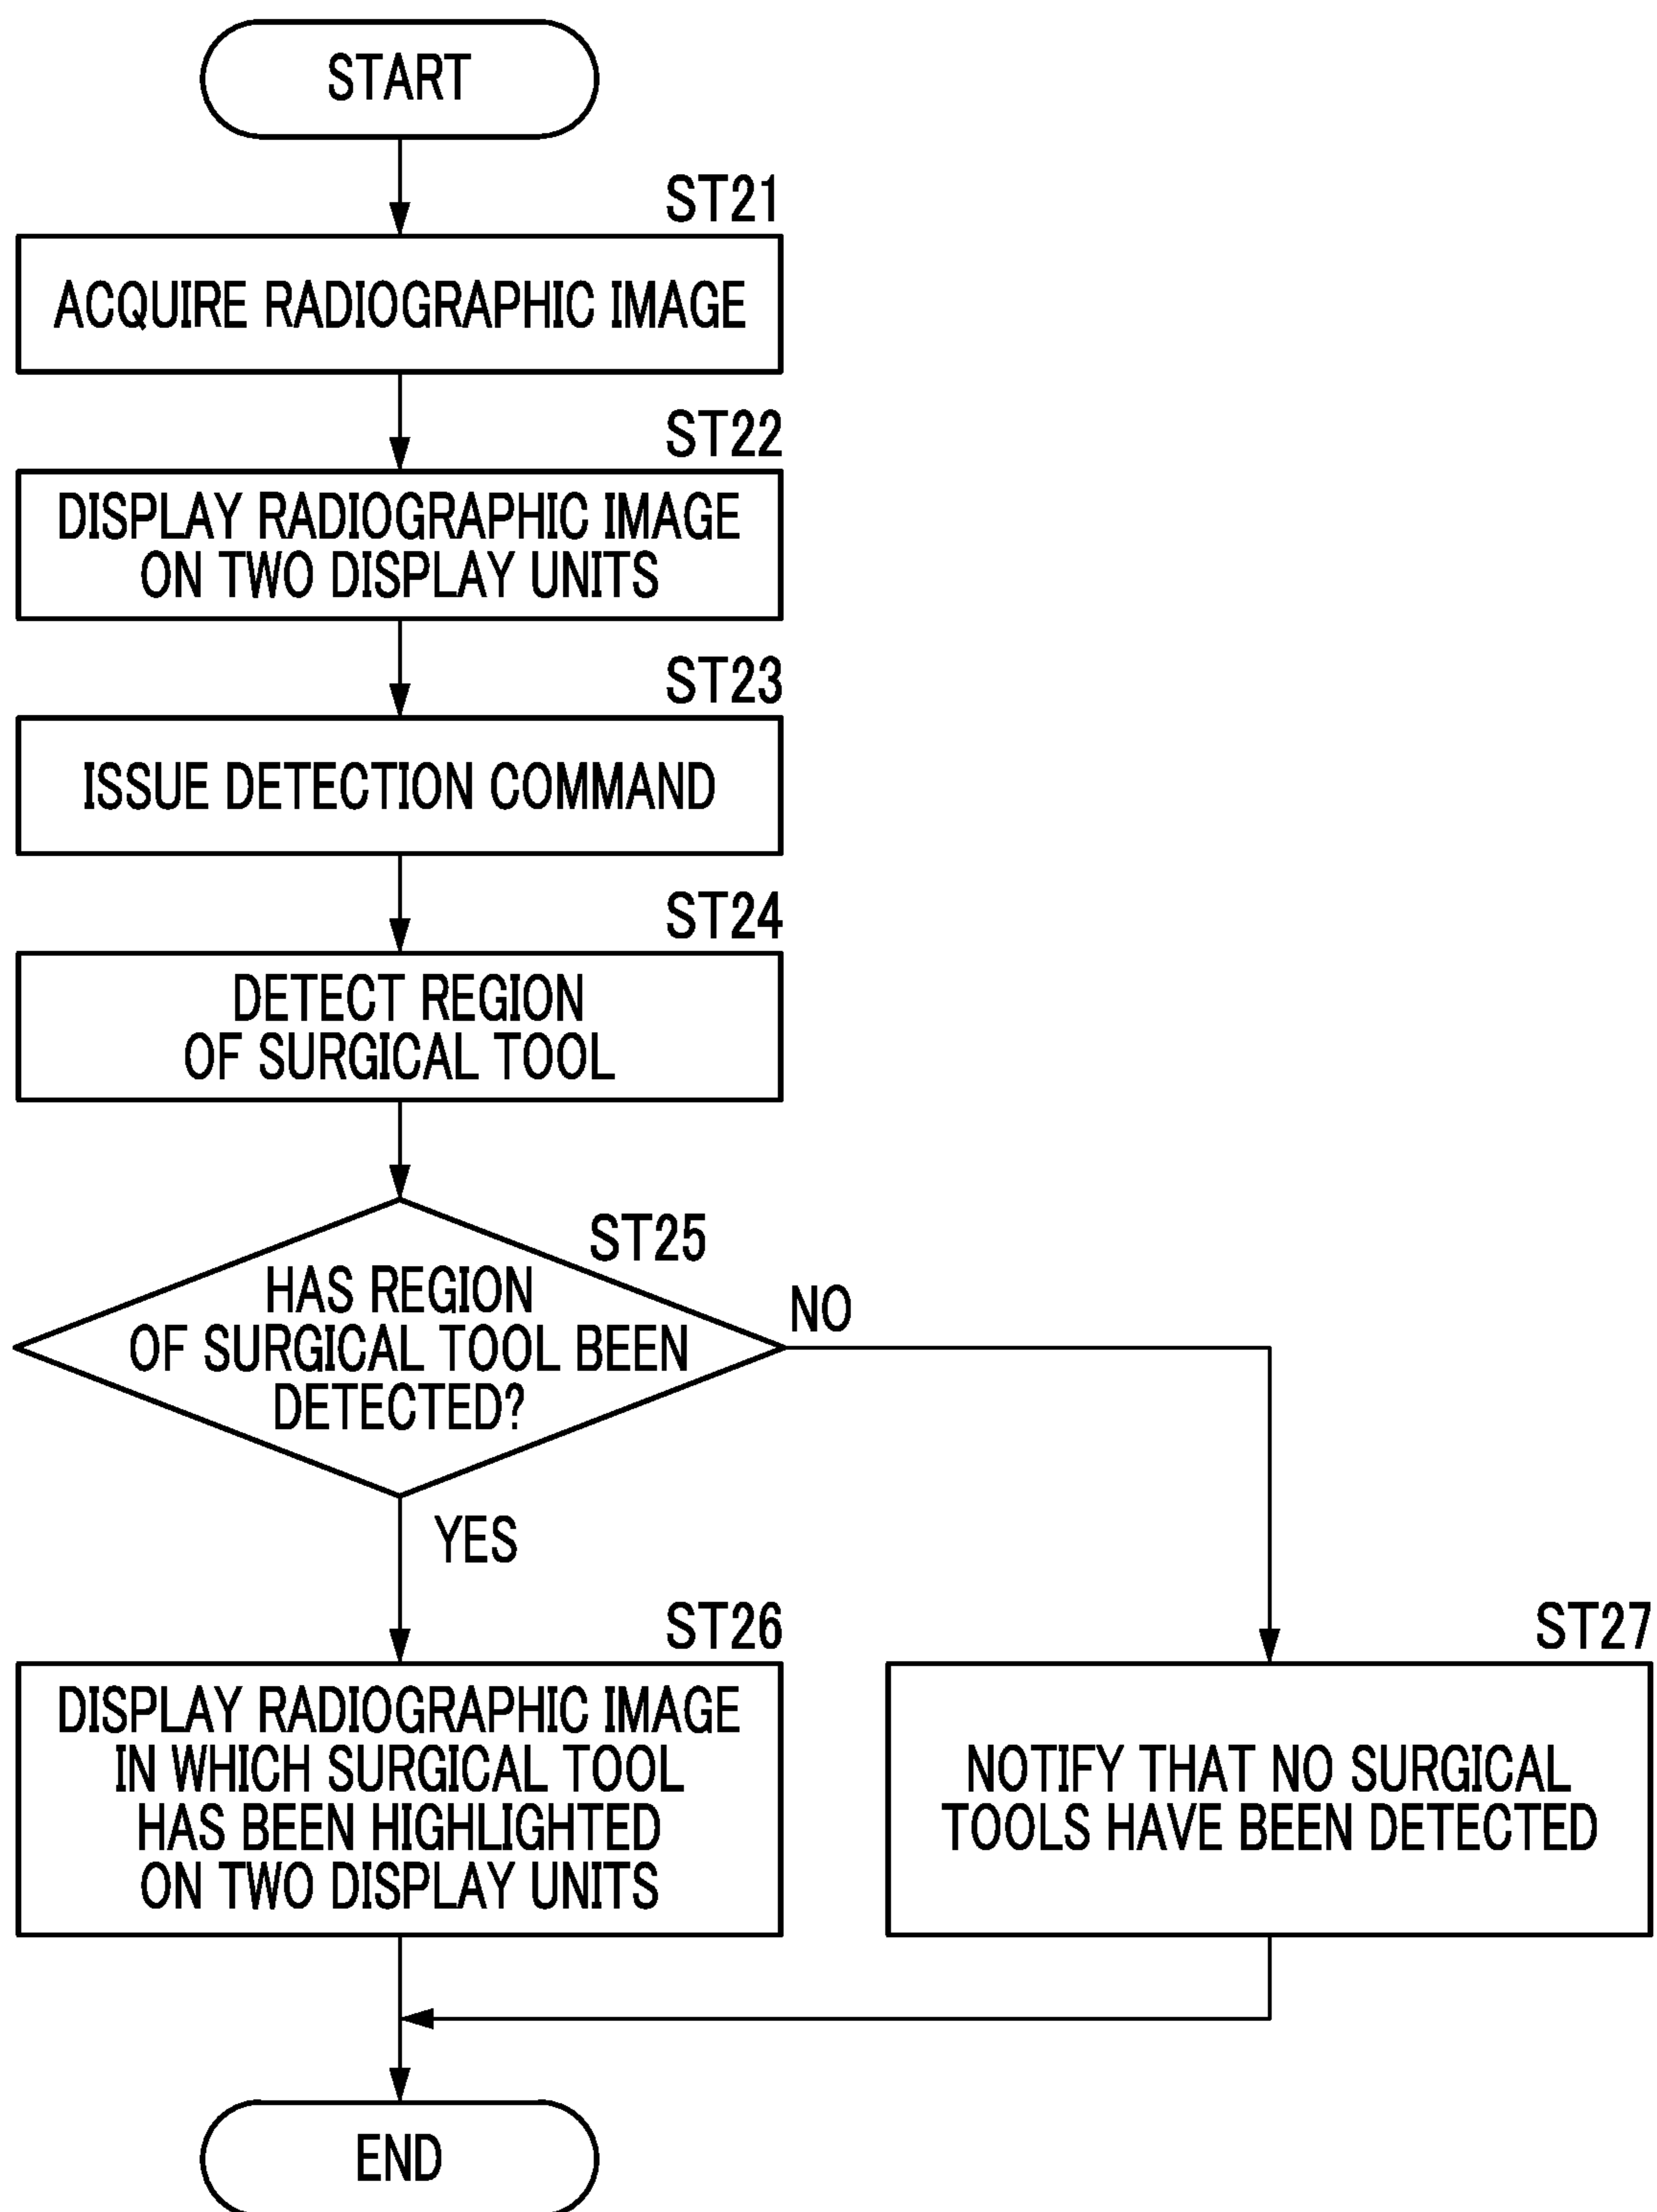 START
ST21
ACQUIRE RADIOGRAPHIC IMAGE
ST22
DISPLAY RADIOGRAPHIC IMAGE
ON TWO DISPLAY UNITS
ST23
ISSUE DETECTION COMMAND
ST24
DETECT REGION
OF SURGICAL TOOL
ST25
HAS REGION
OF SURGICAL TOOL BEEN
DETECTED?
NO
YES
ST26
DISPLAY RADIOGRAPHIC IMAGE
IN WHICH SURGICAL TOOL
HAS BEEN HIGHLIGHTED
ON TWO DISPLAY UNITS
ST27
NOTIFY THAT NO SURGICAL
TOOLS HAVE BEEN DETECTED
END